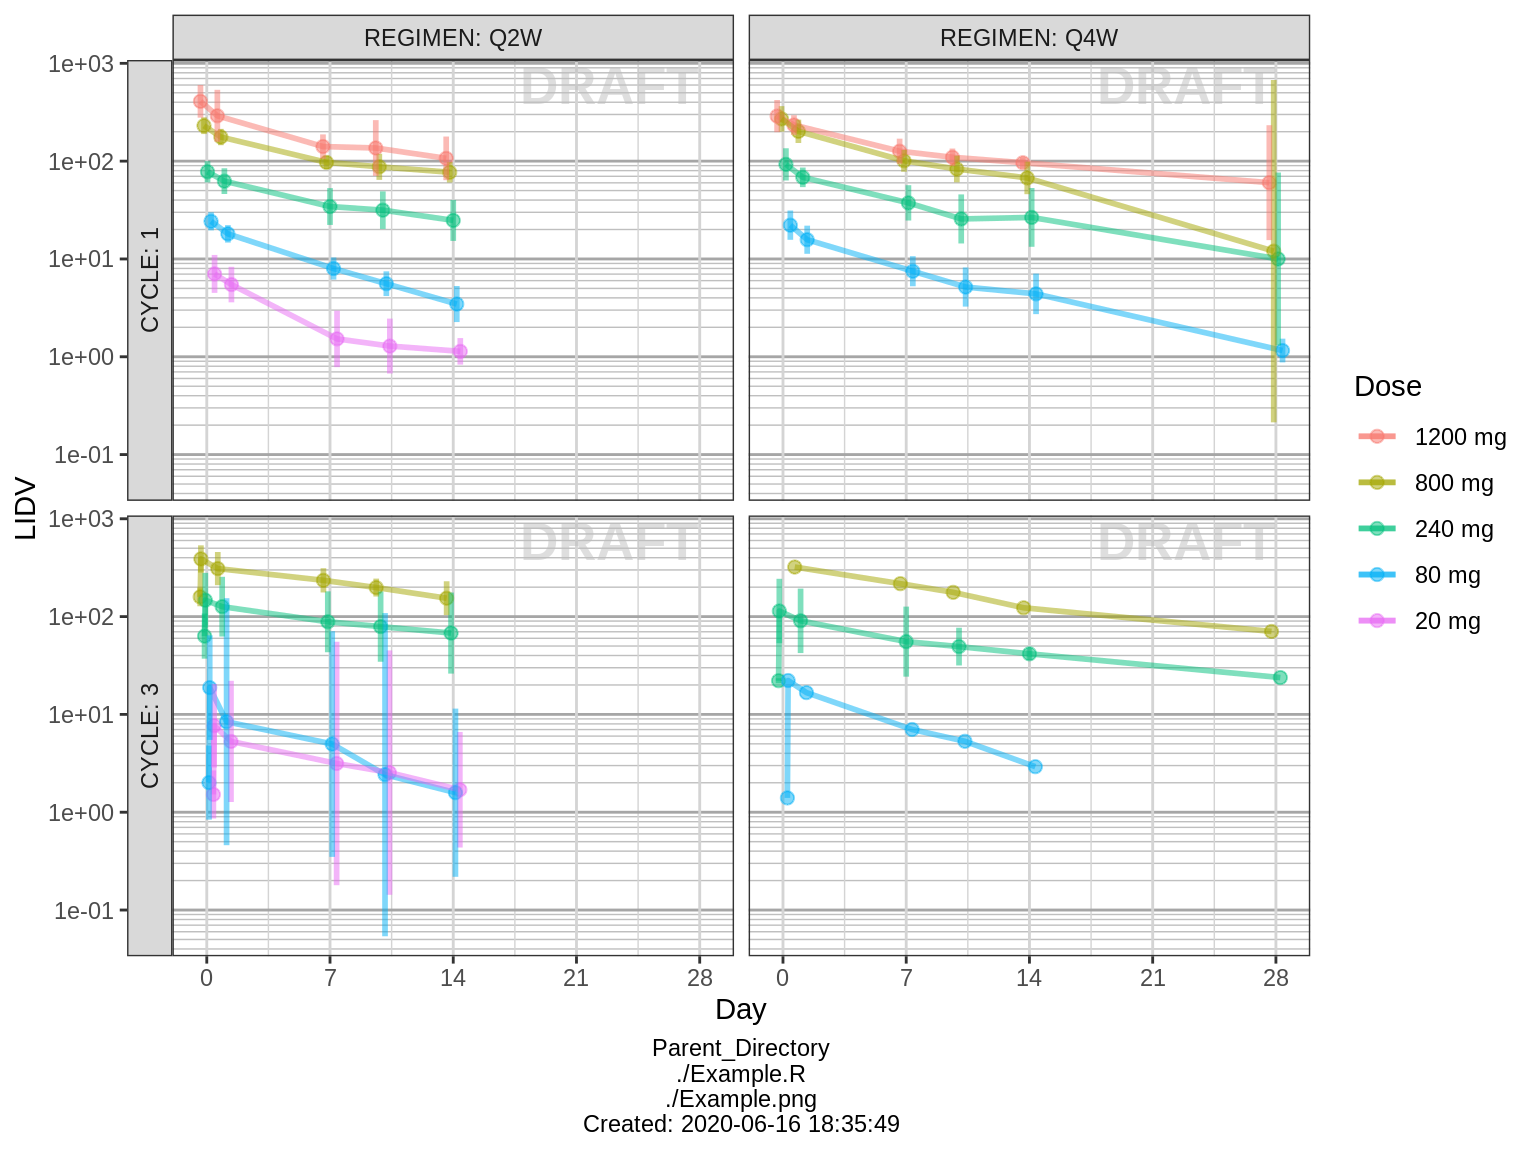 REGIMEN: Q2W
REGIMEN: Q4W
CYCLE: 1
DRAFT
DRAFT
1e+03
1e+02
1e+01
1e+00
1e-01
LIDV
CYCLE: 3
DRAFT
DRAFT
1e+03
1e+02
1e+01
1e+00
1e-01
0 7 14 21 28
0 7 14 21 28
Day
Dose
1200 mg
800 mg
240 mg
80 mg
20 mg
Parent_Directory
./Example.R
./Example.png
Created: 2020-06-16 18:35:49